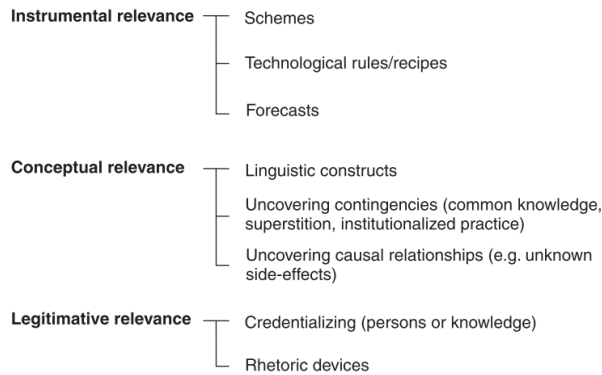 Instrumental relevance
Schemes
Technological rules/recipes
Forecasts
Conceptual relevance
Linguistic constructs
Uncovering contingencies (common knowledge,
superstition, institutionalized practice)
Uncovering causal relationships (e.g. unknown
side-effects)
Legitimative relevance
Credentializing (persons or knowledge)
Rhetoric devices